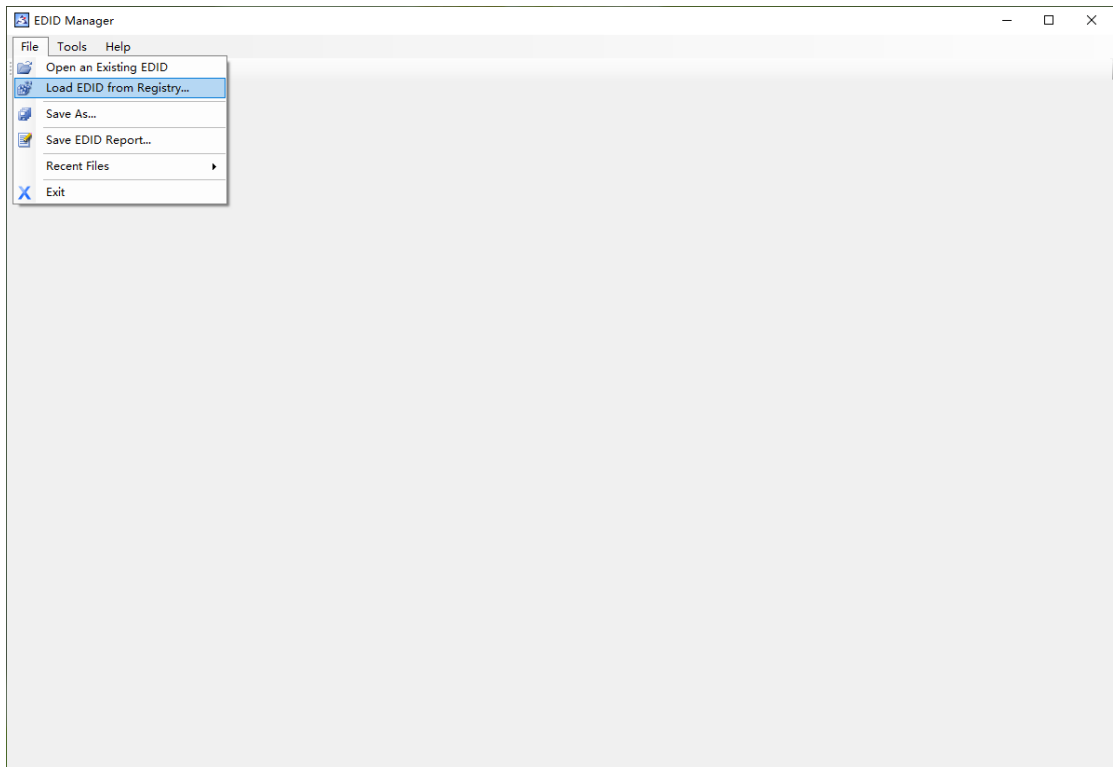 EDID Manager
File Tools Help
Open an Existing EDID
Load EDID from Registry...
Save As...
Save EDID Report...
Recent Files
Exit